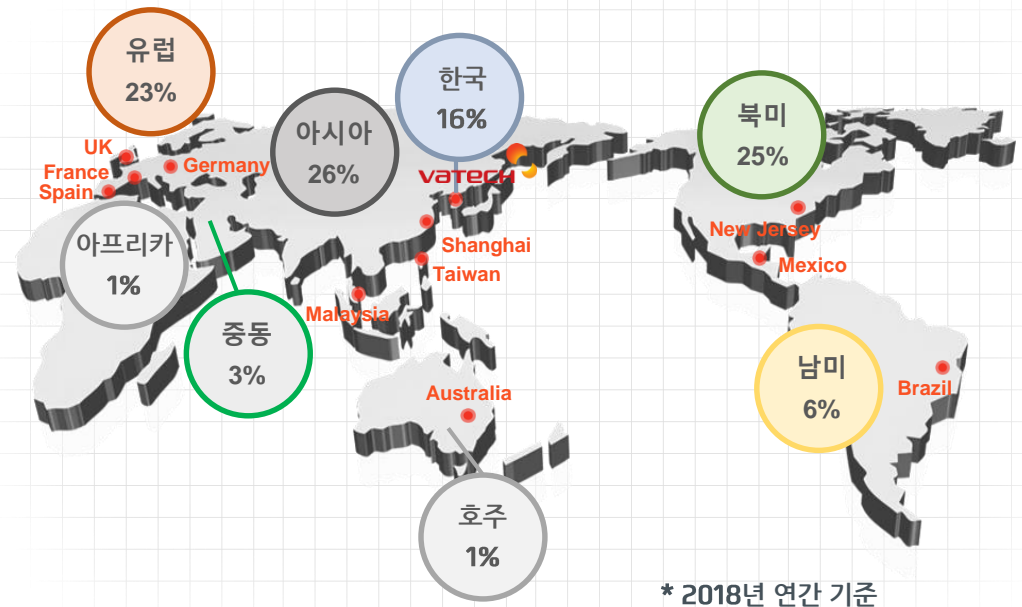 유럽
23%
한국
16%
북미
25%
아시아
26%
UK
France
Spain
Germany
vatech
아프리카
1%
Shanghai
Taiwan
New Jersey
Mexico
Malaysia
중동
3%
Australia
남미
6%
Brazil
호주
1%
* 2018년 연간 기준